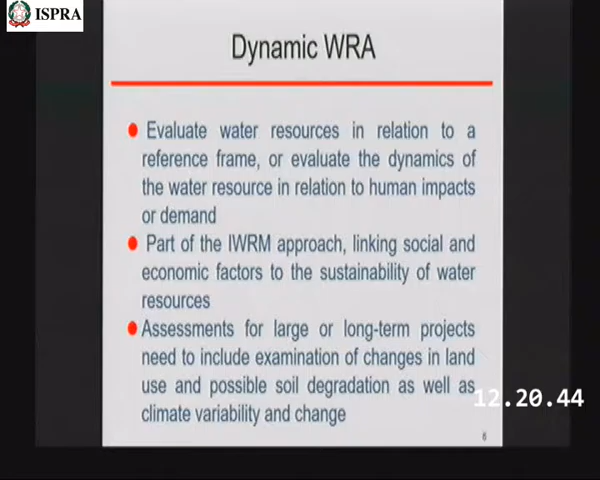 ISPRA
Dynamic WRA
Evaluate water resources in relation to a
reference frame, or evaluate the dynamics of
the water resource in relation to human impacts
or demand
Part of the IWRM approach, linking social and
economic factors to the sustainability of water
resources
Assessments for large or long-term projects
need to include examination of changes in land
use and possible soil degradation as well as
climate variability and change
12.20.44
6